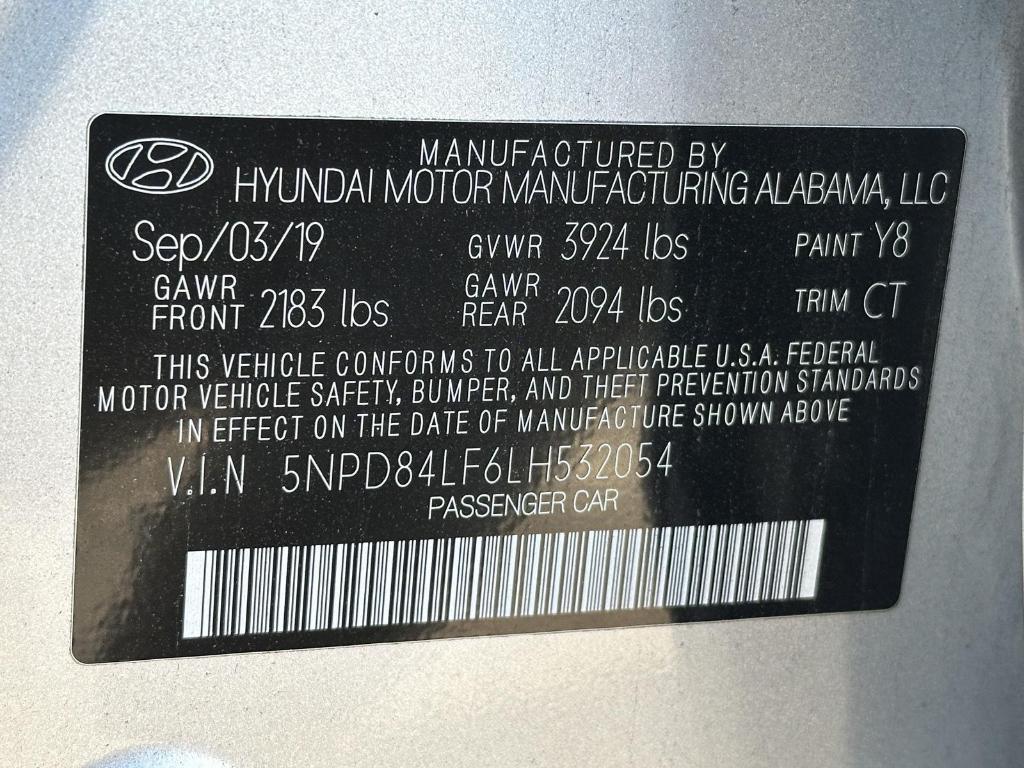 MANUFACTURED BY
HYUNDAI MOTOR MANUFACTURING ALABAMA, LLC
Sep/03/19 GVWR 3924 lbs PAINT Y8
GAWR FRONT 2183 lbs GAWR REAR 2094 lbs TRIM CT
THIS VEHICLE CONFORMS TO ALL APPLICABLE U.S.A. FEDERAL
MOTOR VEHICLE SAFETY, BUMPER, AND THEFT PREVENTION STANDARDS
IN EFFECT ON THE DATE OF MANUFACTURE SHOWN ABOVE
V.I.N 5NPD84LF6LH532054
PASSENGER CAR